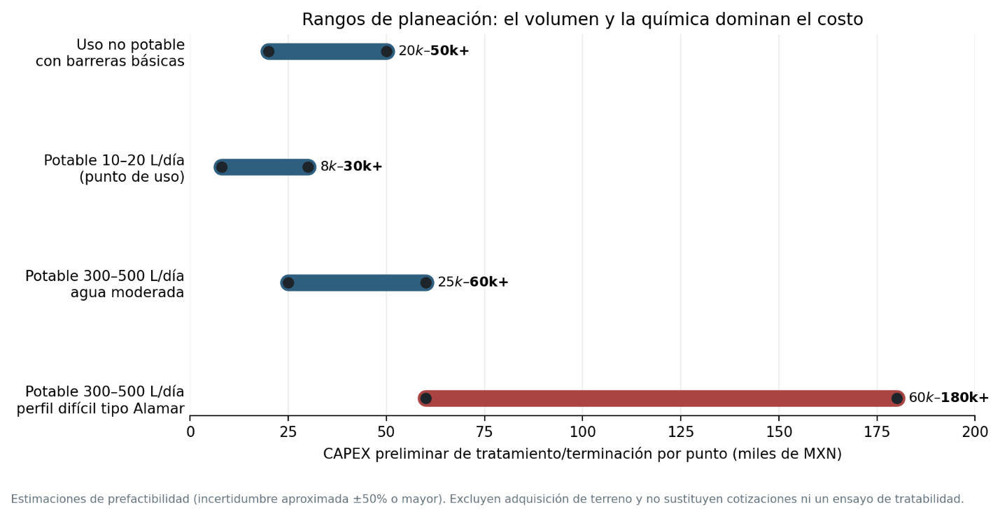 Rangos de planeación: el volumen y la química dominan el costo
Uso no potable
con barreras básicas
20k–50k+
Potable 10–20 L/día
(punto de uso)
8k–30k+
Potable 300–500 L/día
agua moderada
25k–60k+
Potable 300–500 L/día
perfil difícil tipo Alamar
60k–180k+
0 25 50 75 100 125 150 175 200
CAPEX preliminar de tratamiento/terminación por punto (miles de MXN)
Estimaciones de prefactibilidad (incertidumbre aproximada ±50% o mayor). Excluyen adquisición de terreno y no sustituyen cotizaciones ni un ensayo de tratabilidad.